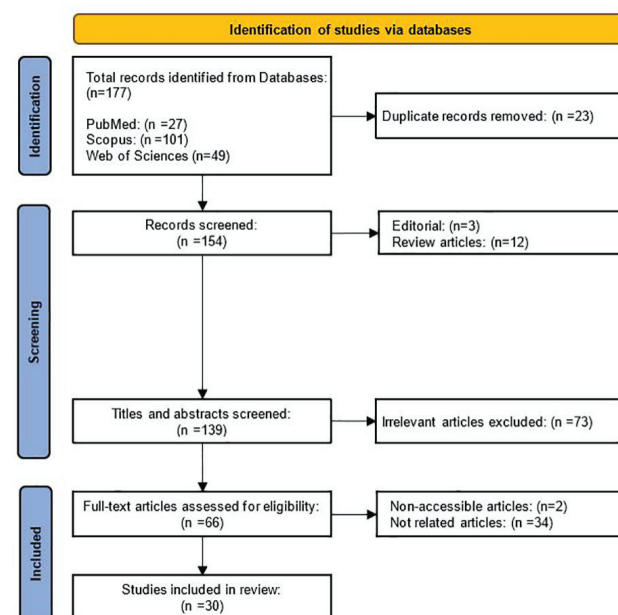 Identification of studies via databases
Identification
Total records identified from Databases:
(n=177)
PubMed: (n =27)
Scopus: (n =101)
Web of Sciences (n=49)
Duplicate records removed: (n =23)
Screening
Records screened:
(n =154)
Editorial: (n=3)
Review articles: (n=12)
Titles and abstracts screened:
(n =139)
Irrelevant articles excluded: (n =73)
Included
Full-text articles assessed for eligibility:
(n =66)
Non-accessible articles: (n=2)
Not related articles: (n =34)
Studies included in review:
(n =30)